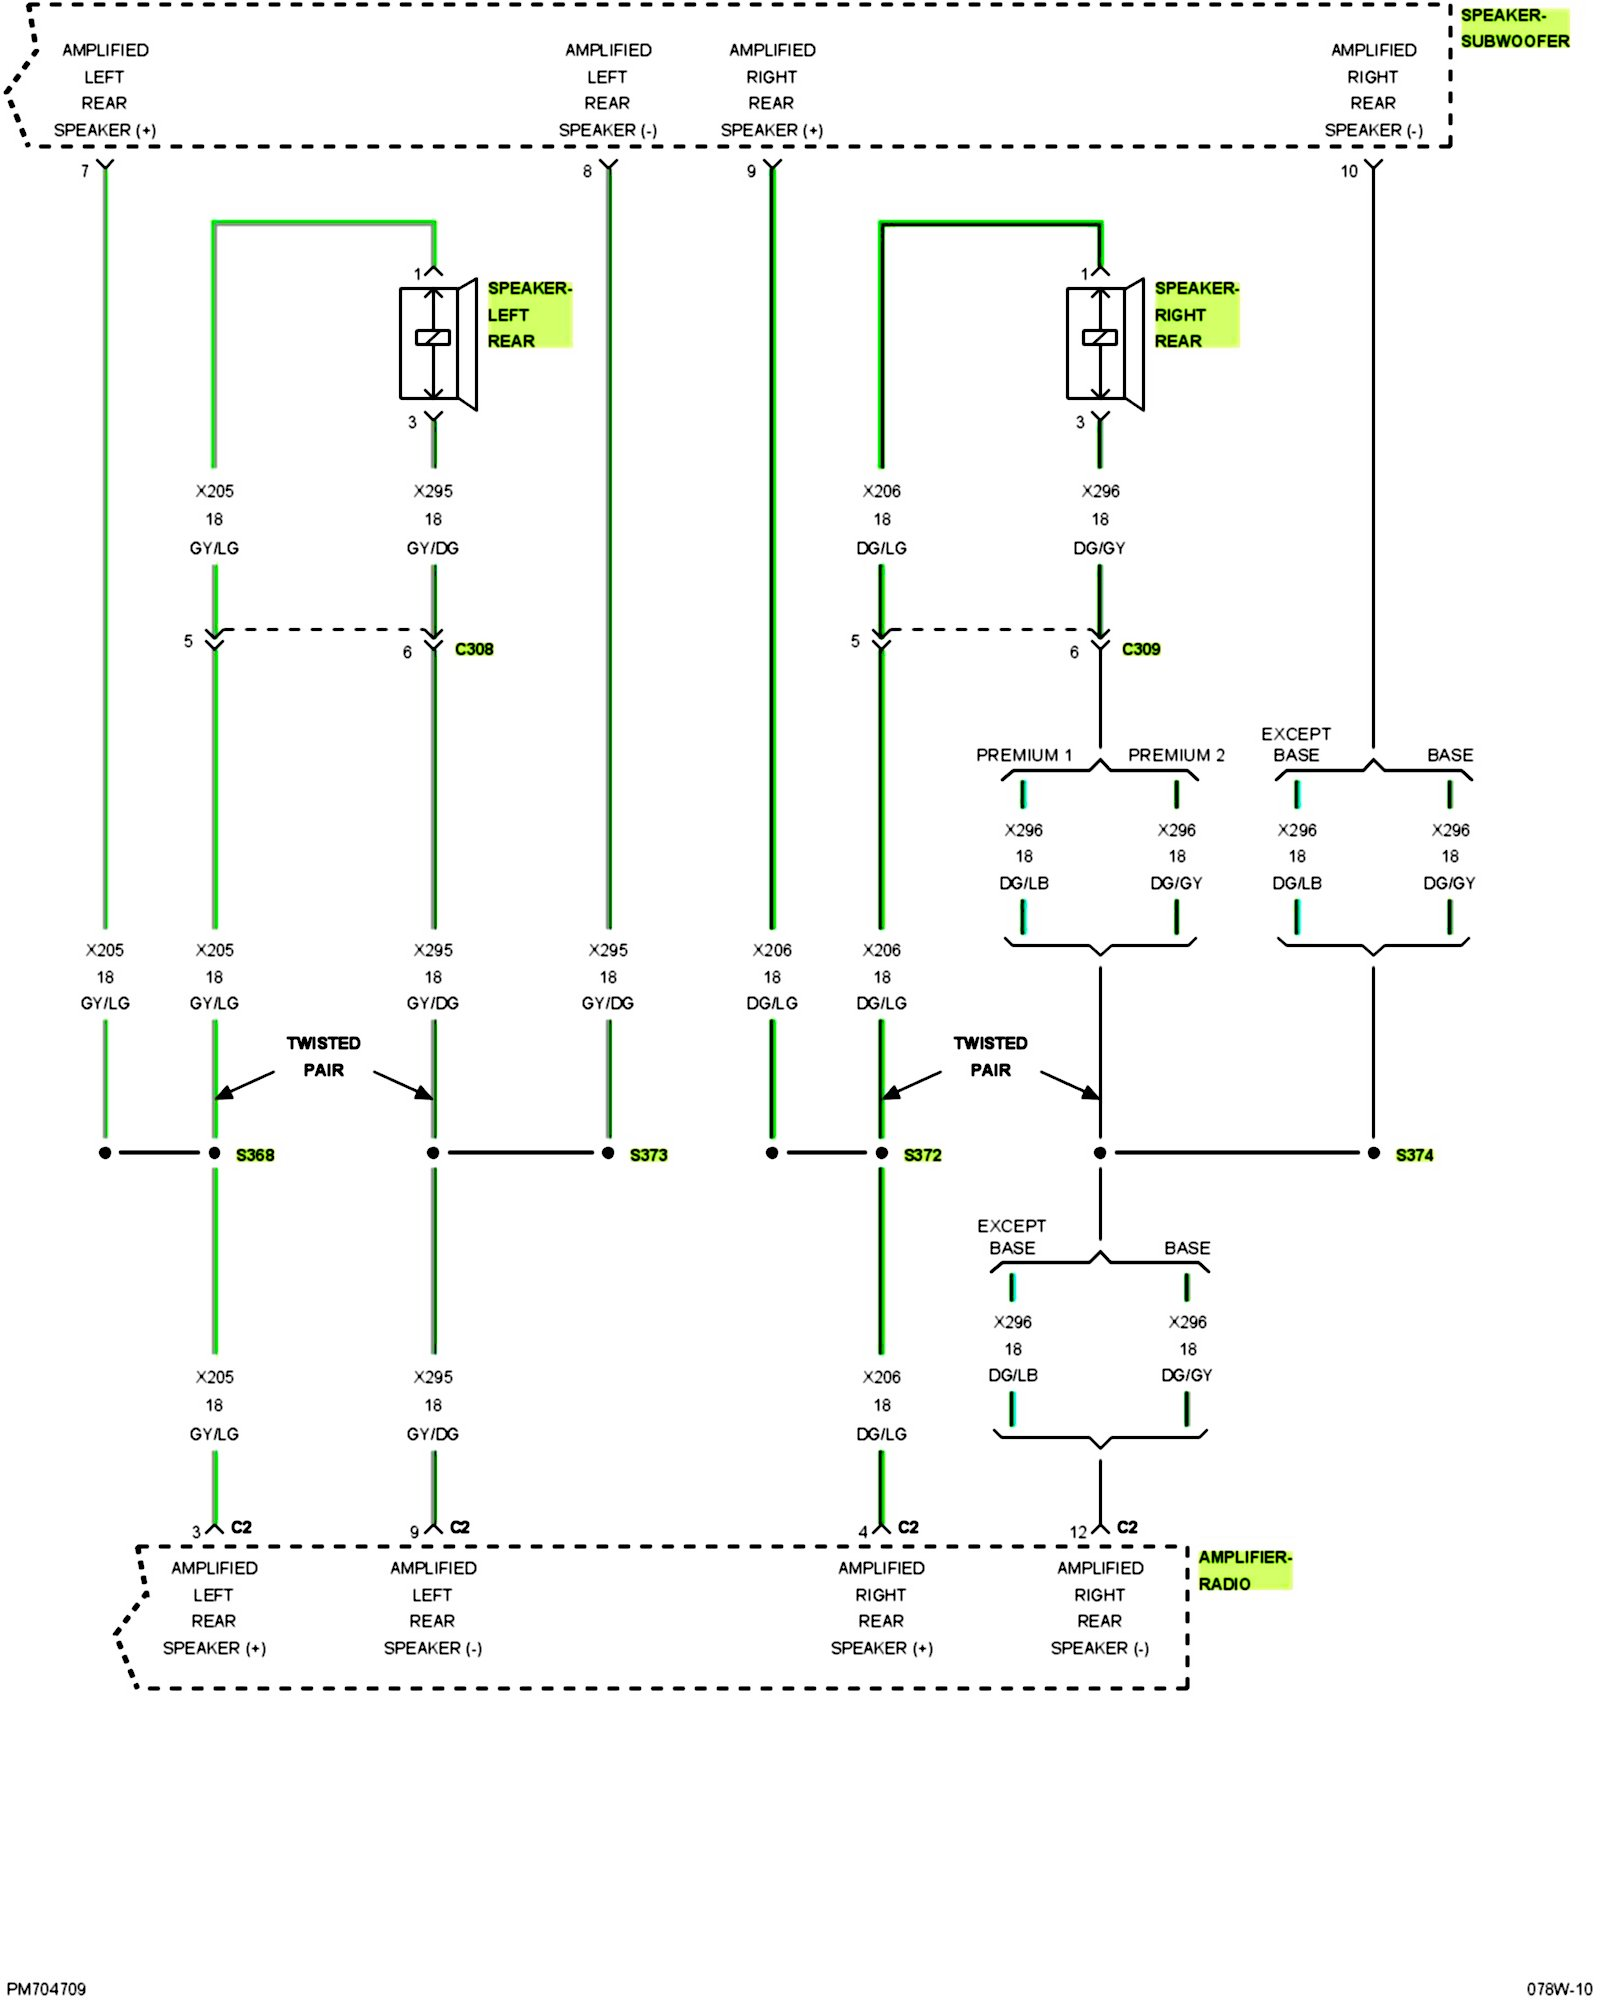 SPEAKER-
SUBWOOFER
AMPLIFIED
LEFT
REAR
SPEAKER (+)
AMPLIFIED
LEFT
REAR
SPEAKER (-)
AMPLIFIED
RIGHT
REAR
SPEAKER (+)
AMPLIFIED
RIGHT
REAR
SPEAKER (-)
7
8
9
10
1
SPEAKER-
LEFT
REAR
3
1
SPEAKER-
RIGHT
REAR
3
X205
18
GY/LG
X295
18
GY/DG
X206
18
DG/LG
X296
18
DG/GY
5
6
C308
5
6
C309
PREMIUM 1
PREMIUM 2
EXCEPT
BASE
BASE
X296
18
DG/LB
X296
18
DG/GY
X296
18
DG/LB
X296
18
DG/GY
X205
18
GY/LG
X205
18
GY/LG
X295
18
GY/DG
X295
18
GY/DG
X206
18
DG/LG
X206
18
DG/LG
TWISTED
PAIR
TWISTED
PAIR
S368
S373
S372
S374
EXCEPT
BASE
BASE
X296
18
DG/LB
X296
18
DG/GY
X205
18
GY/LG
X295
18
GY/DG
X206
18
DG/LG
3
C2
9
C2
4
C2
12
C2
AMPLIFIED
LEFT
REAR
SPEAKER (+)
AMPLIFIED
LEFT
REAR
SPEAKER (-)
AMPLIFIED
RIGHT
REAR
SPEAKER (+)
AMPLIFIED
RIGHT
REAR
SPEAKER (-)
AMPLIFIER-
RADIO
PM704709
078W-10